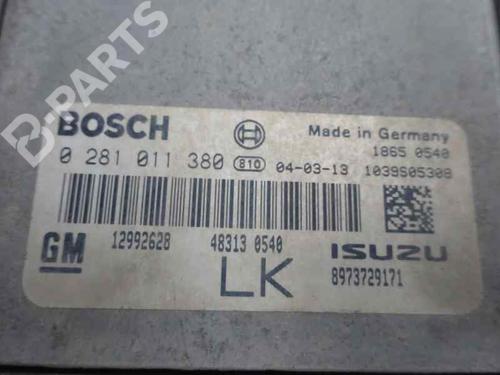 B-PARTS
BOSCH
Made in Germany
1865 0540
0 281 011 380 810 04-03-13 1039S05308
GM 12992628 48313 0540 ISUZU
LK 8973729171